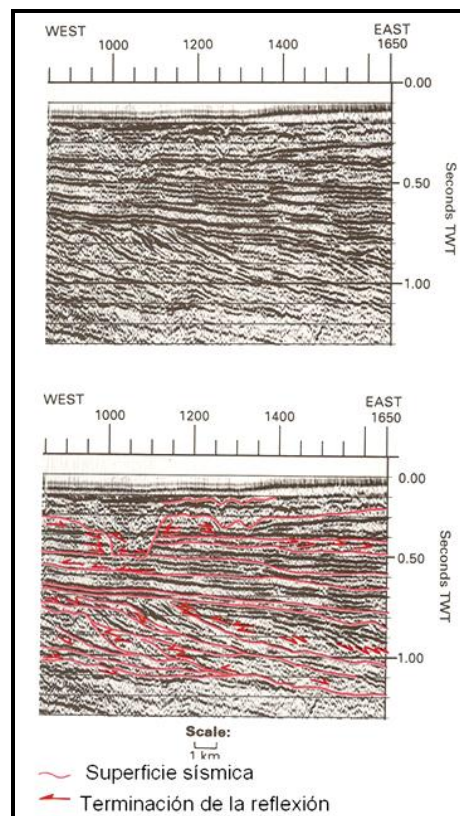 WEST EAST
1000 1200 1400 1650
0.00
0.50
1.00
Seconds TWT
WEST EAST
1000 1200 1400 1650
0.00
0.50
1.00
Seconds TWT
Scale:
1 km
Superficie sísmica
Terminación de la reflexión